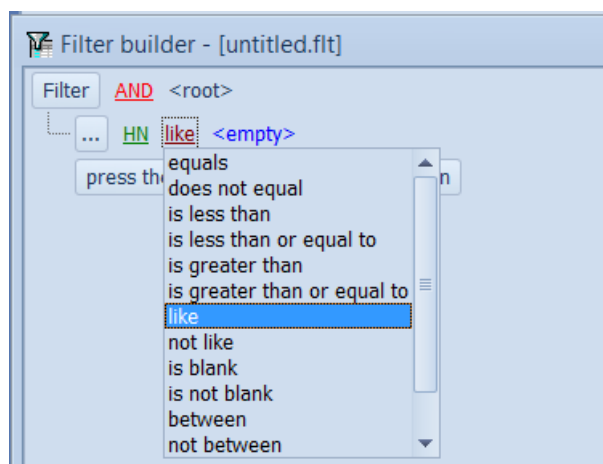 Filter builder - [untitled.flt]
Filter AND <root>
... HN like <empty>
press the
equals
does not equal
is less than
is less than or equal to
is greater than
is greater than or equal to
like
not like
is blank
is not blank
between
not between